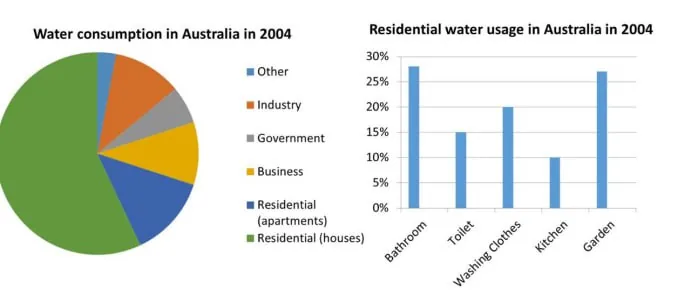 Water consumption in Australia in 2004
Other
Industry
Government
Business
Residential
(apartments)
Residential (houses)
Residential water usage in Australia in 2004
30%
25%
20%
15%
10%
5%
0%
Bathroom
Toilet
Washing Clothes
Kitchen
Garden